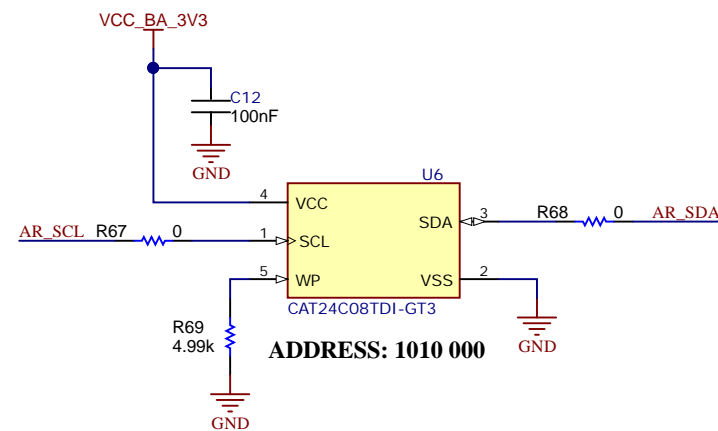 VCC_BA_3V3
C12
100nF
GND
U6
4 VCC
SDA 3 R68 0 AR_SDA
AR_SCL R67 0 1 SCL
5 WP VSS 2
CAT24C08TDI-GT3
R69
4.99k
ADDRESS: 1010 000
GND
GND